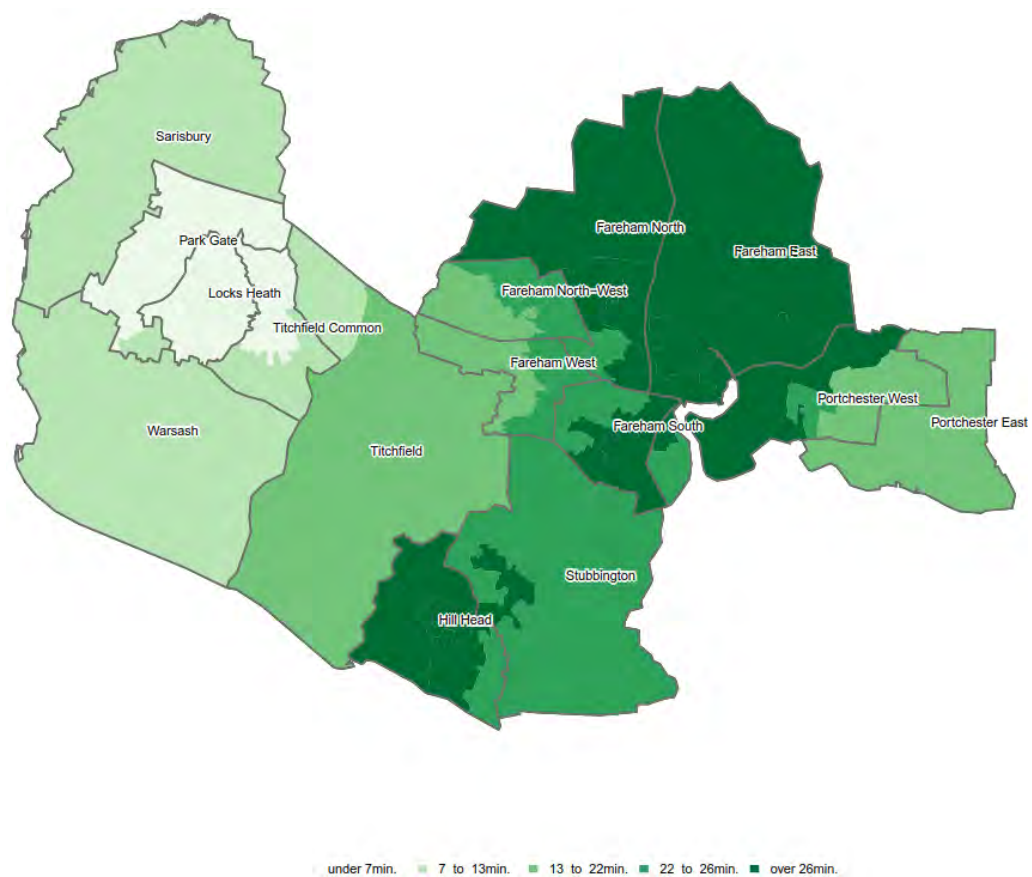 Sarisbury
Park Gate
Fareham North
Fareham East
Locks Heath
Fareham North-West
Titchfield Common
Fareham West
Portchester West
Warsash
Titchfield
Fareham South
Portchester East
Stubbington
Hill Head
under 7min. 7 to 13min. 13 to 22min. 22 to 26min. over 26min.